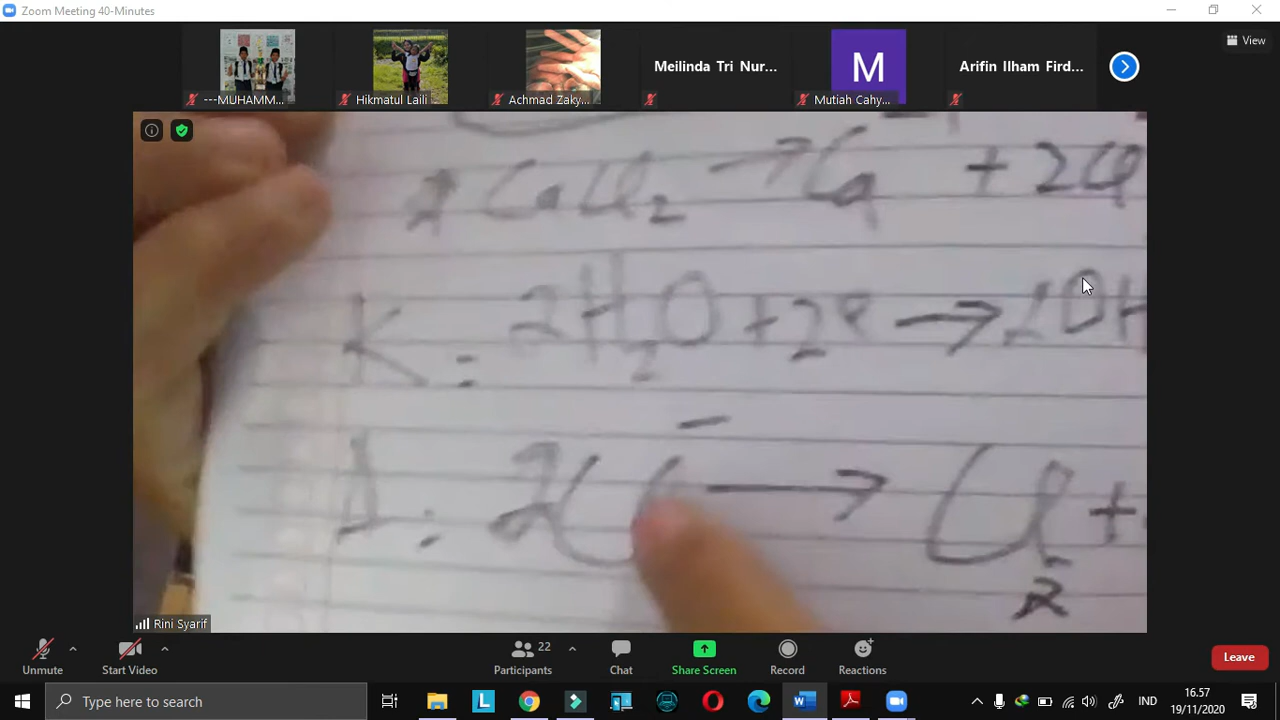 Zoom Meeting 40-Minutes
View
---MUHAMM...
Hikmatul Laili
Achmad Zaky...
Meilinda Tri Nur...
M
Mutiah Cahy...
Arifin Ilham Fird...
CaCl₂ → Ca + 2Cl
K : 2H₂O + 2e → 2OH
A : 2Cl⁻ → Cl₂ +
Rini Syarif
Unmute
Start Video
22
Participants
Chat
Share Screen
Record
Reactions
Leave
Type here to search
L
W
IND
16.57
19/11/2020